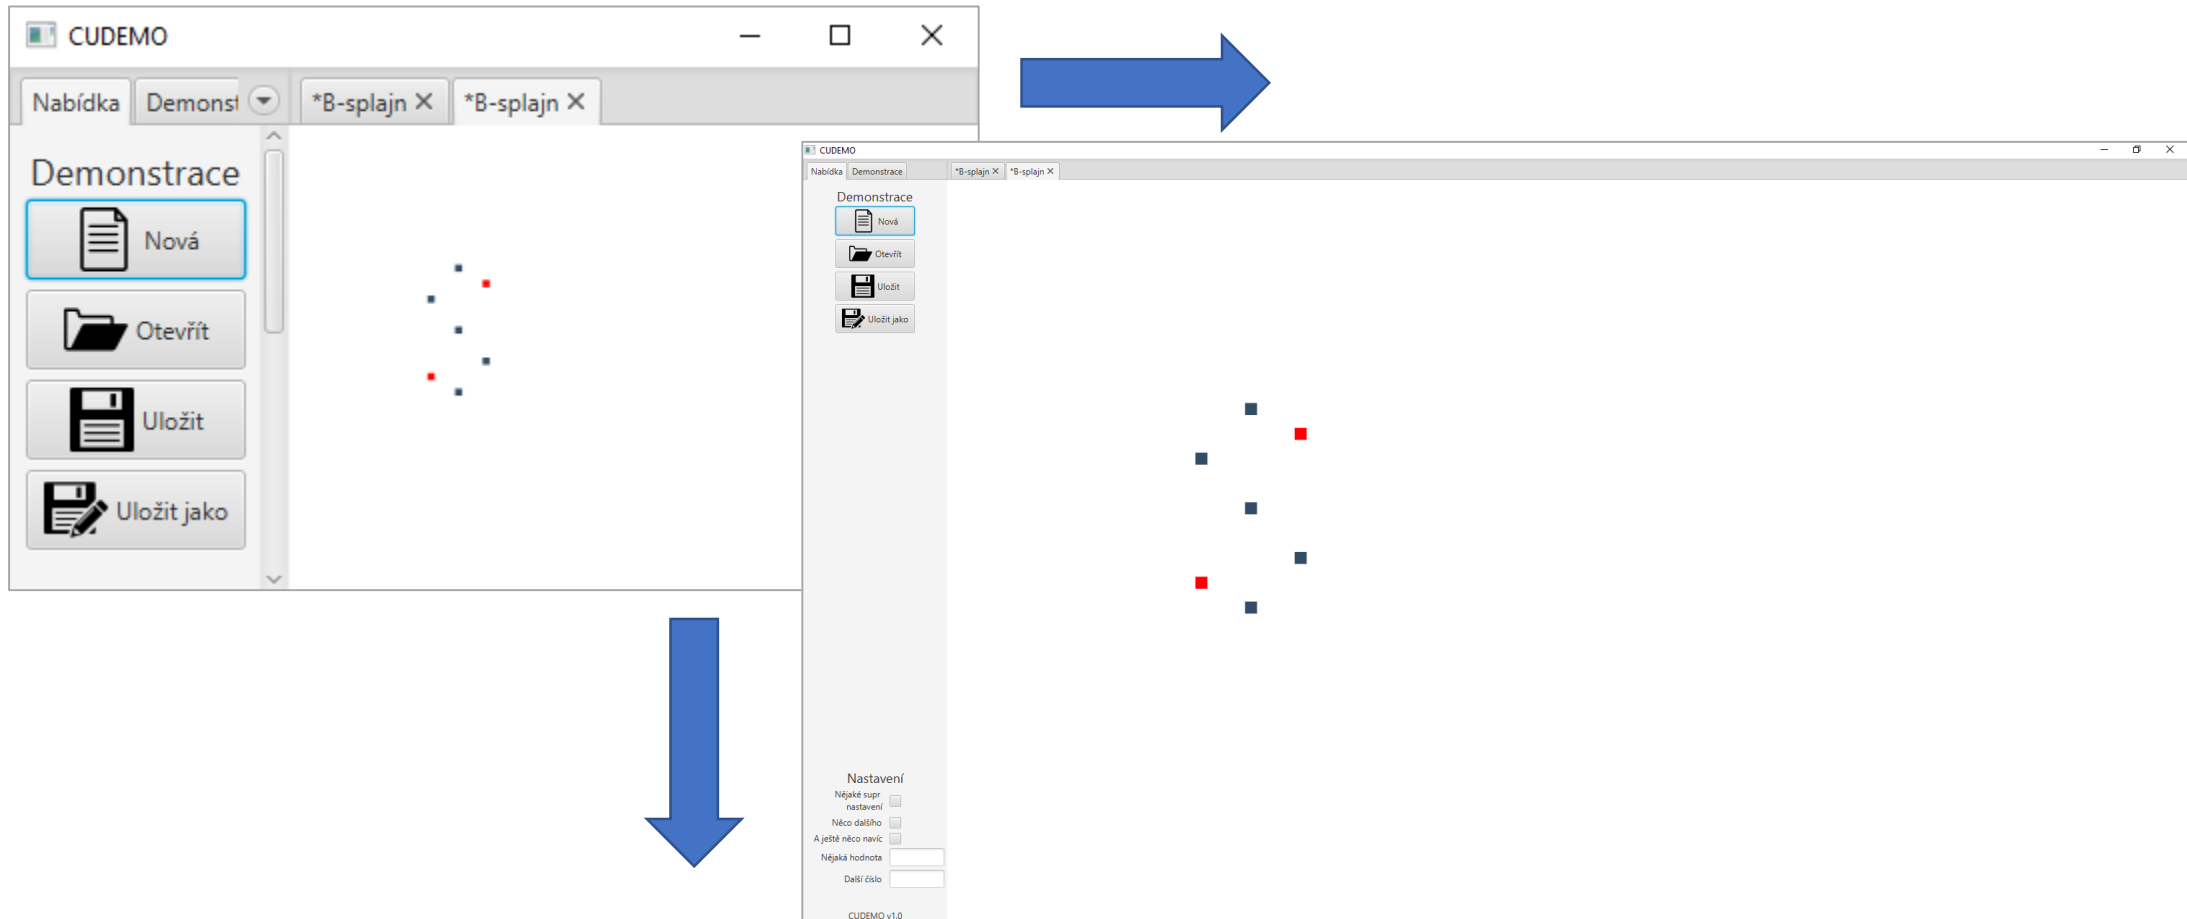 CUDEMO
Nabídka Demonst *B-splajn *B-splajn
Demonstrace
Nová
Otevřít
Uložit
Uložit jako
CUDEMO
Nabídka Demonstrace *B-splajn *B-splajn
Demonstrace
Nová
Otevřít
Uložit
Uložit jako
Nastavení
Nějaké supr
nastavení
Něco dalšího
A ještě něco navíc
Nějaká hodnota
Další číslo
CUDEMO v1.0